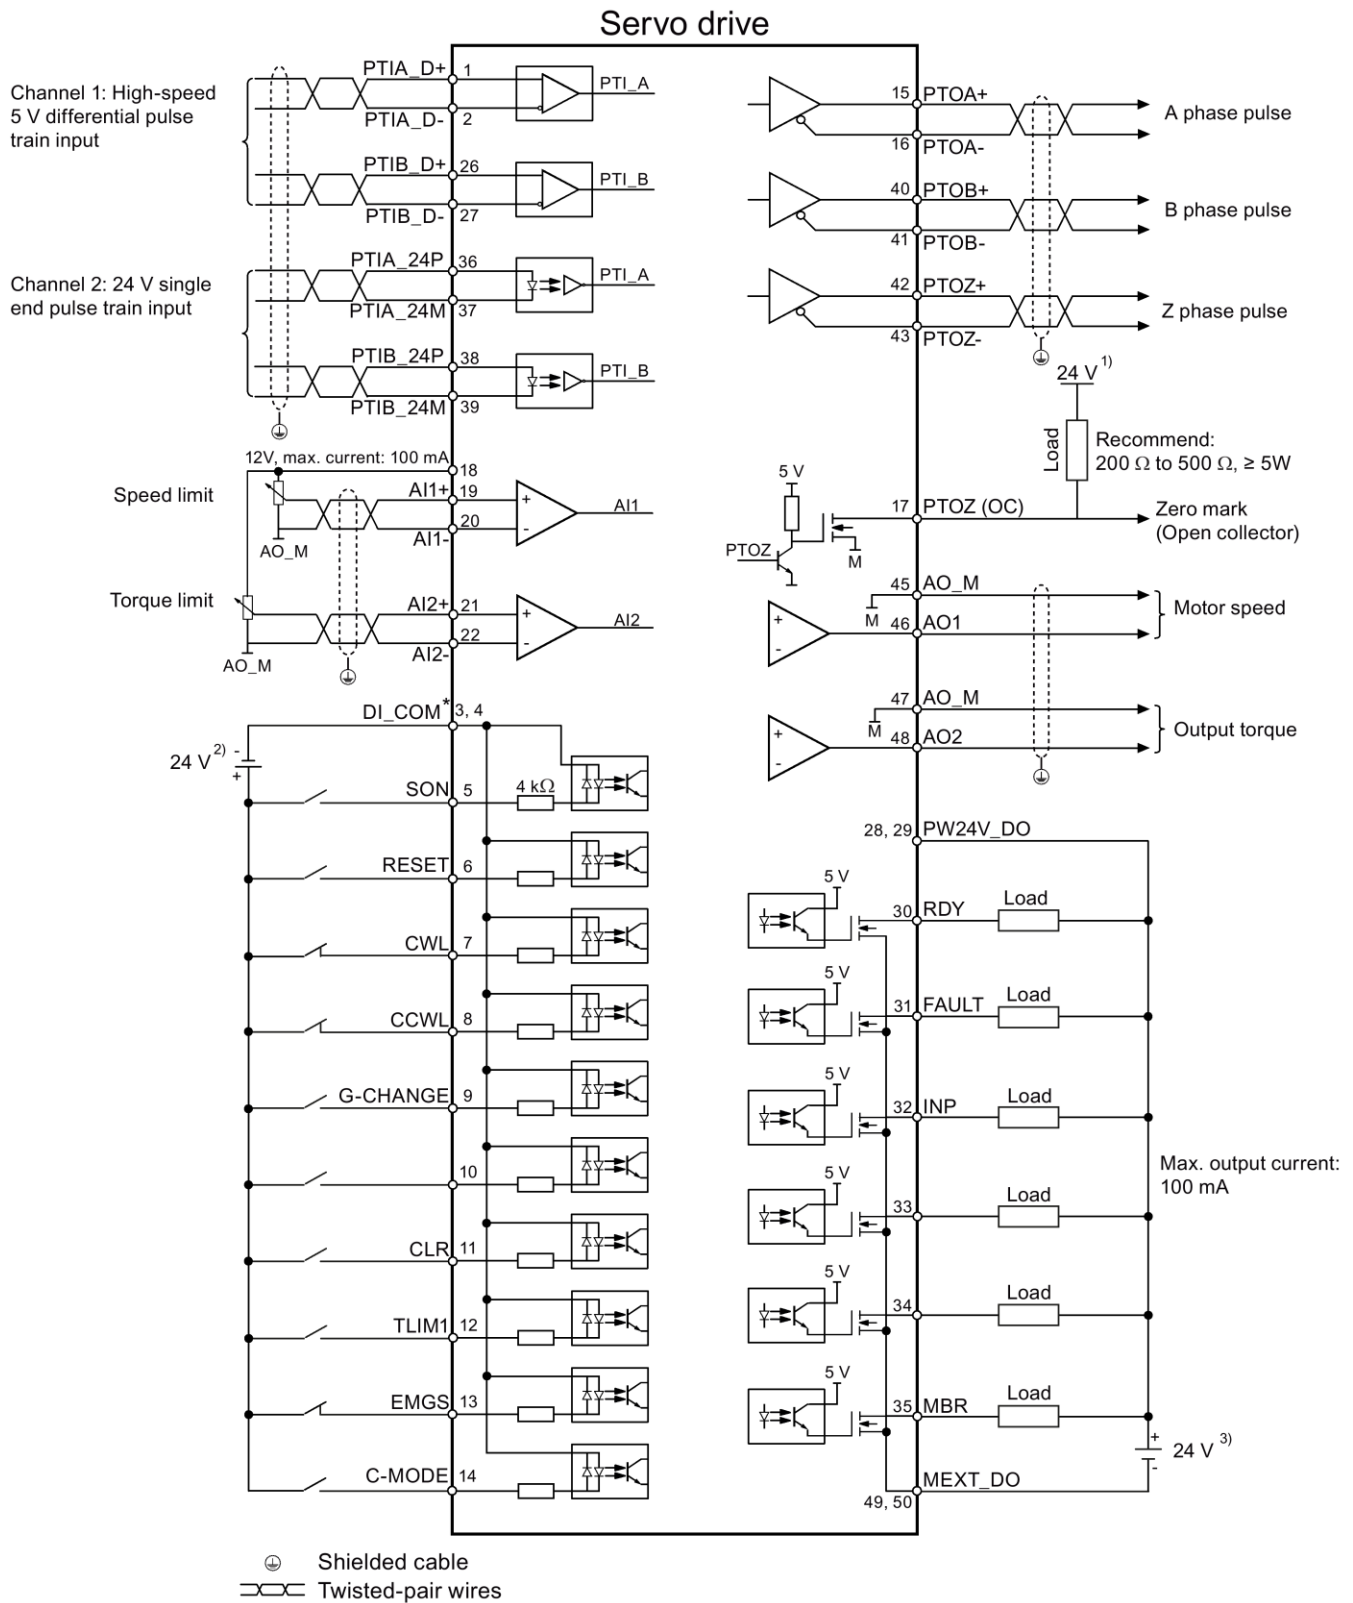 Servo drive
Channel 1: High-speed
5 V differential pulse
train input
PTIA_D+ 1
PTIA_D- 2
PTI_A
PTIB_D+ 26
PTIB_D- 27
PTI_B
Channel 2: 24 V single
end pulse train input
PTIA_24P 36
PTIA_24M 37
PTI_A
PTIB_24P 38
PTIB_24M 39
PTI_B
12V, max. current: 100 mA 18
Speed limit
AI1+ 19
AI1- 20
AI1
AO_M
Torque limit
AI2+ 21
AI2- 22
AI2
AO_M
DI_COM* 3, 4
24 V 2)
-
+
SON 5
4 kΩ
RESET 6
CWL 7
CCWL 8
G-CHANGE 9
10
CLR 11
TLIM1 12
EMGS 13
C-MODE 14
15 PTOA+
16 PTOA-
A phase pulse
40 PTOB+
41 PTOB-
B phase pulse
42 PTOZ+
43 PTOZ-
Z phase pulse
24 V 1)
Load
Recommend:
200 Ω to 500 Ω, ≥ 5W
5 V
PTOZ
M
17 PTOZ (OC)
Zero mark
(Open collector)
45 AO_M
M
46 AO1
Motor speed
47 AO_M
M
48 AO2
Output torque
+
-
+
-
+
-
+
-
28, 29 PW24V_DO
5 V
30 RDY
Load
5 V
31 FAULT
Load
5 V
32 INP
Load
Max. output current:
100 mA
5 V
33
Load
5 V
34
Load
5 V
35 MBR
Load
+
-
24 V 3)
MEXT_DO
49, 50
Shielded cable
Twisted-pair wires